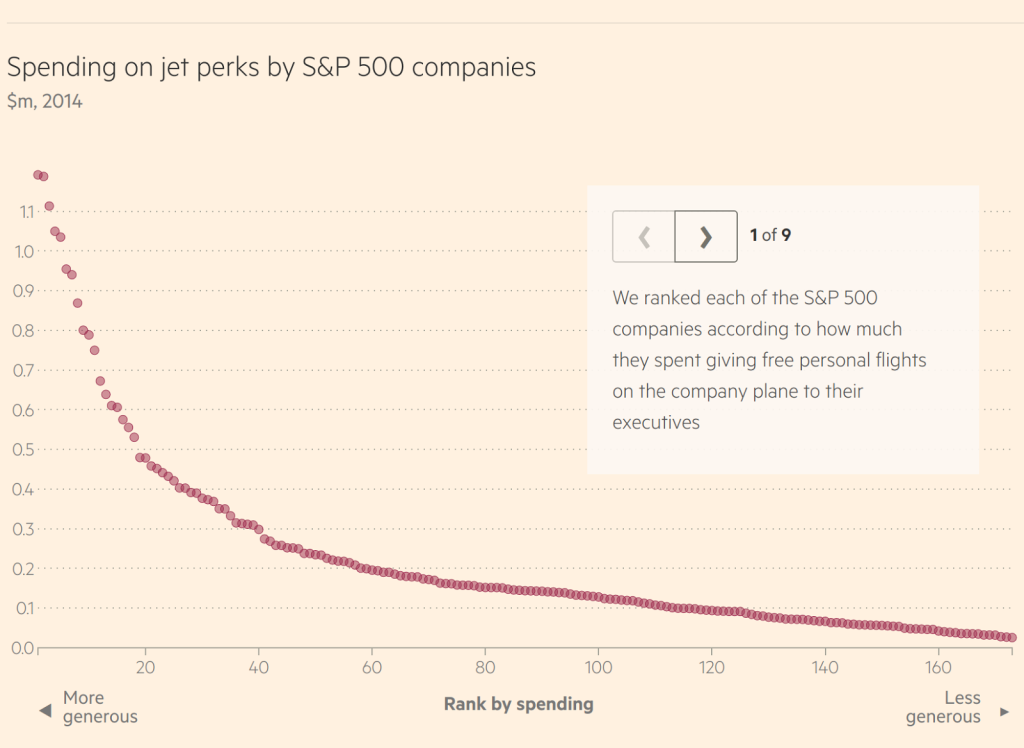 Spending on jet perks by S&P 500 companies
$m, 2014
1.1
1.0
0.9
0.8
0.7
0.6
0.5
0.4
0.3
0.2
0.1
0.0
1 of 9
We ranked each of the S&P 500
companies according to how much
they spent giving free personal flights
on the company plane to their
executives
20 40 60 80 100 120 140 160
More
generous
Rank by spending
Less
generous